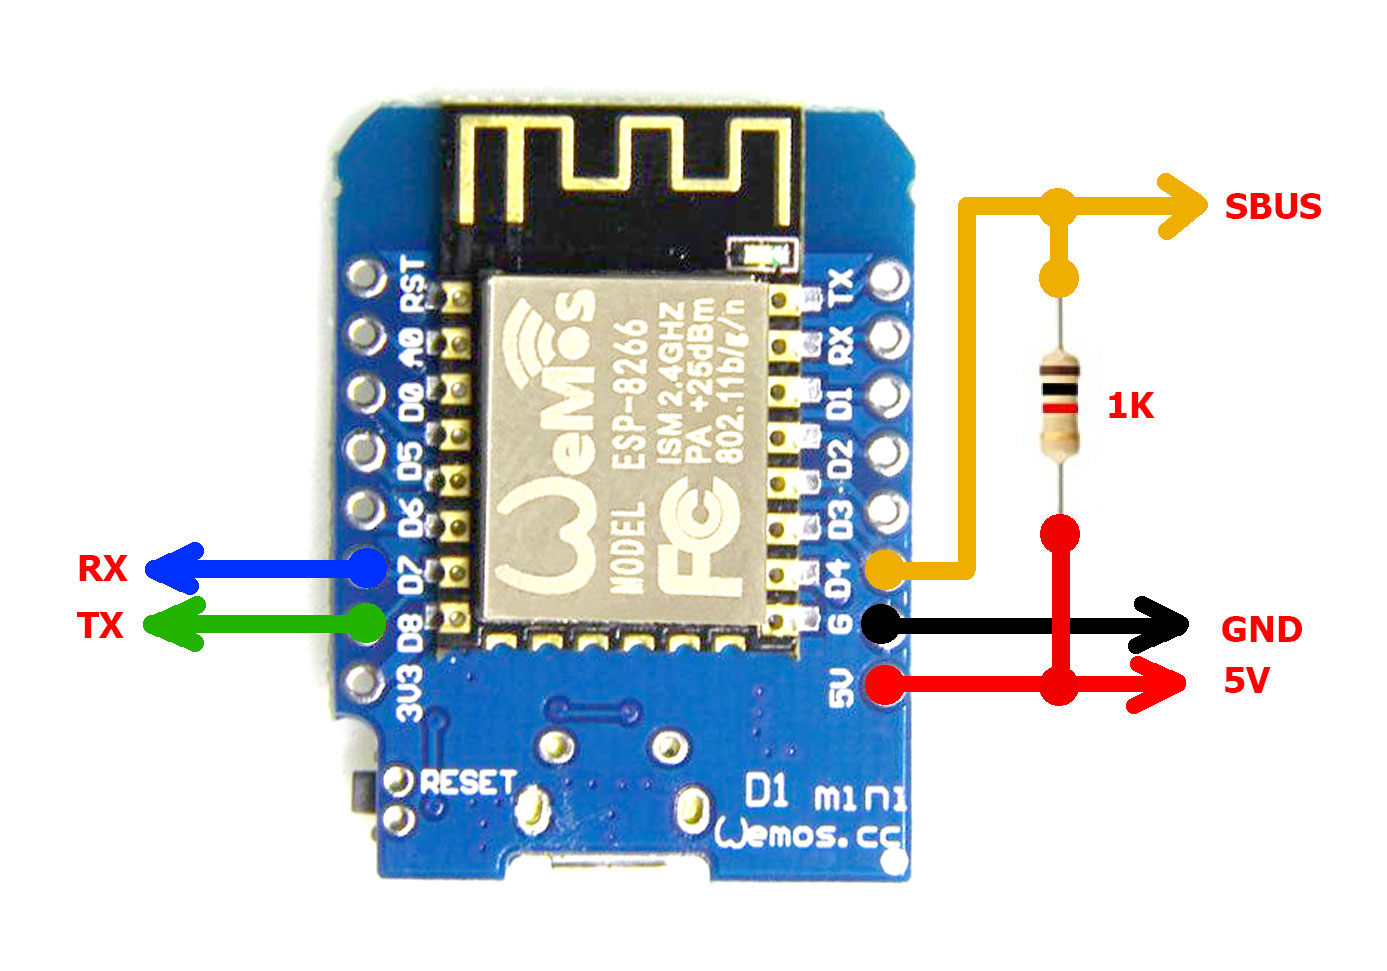 SBUS
1K
RX
TX
GND
5V
RST
A0
D0
D5
D6
D7
D8
3V3
TX
RX
D1
D2
D3
D4
G
5V
WeMos
MODEL ESP-8266
ISM 2.4GHZ
PA +25dBm
802.11b/g/n
FC
RESET
D1 mini
Wemos.cc